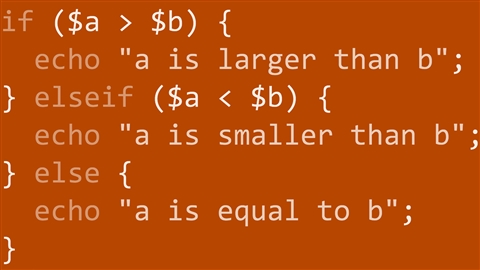 if ($a > $b) {
  echo "a is larger than b";
} elseif ($a < $b) {
  echo "a is smaller than b";
} else {
  echo "a is equal to b";
}